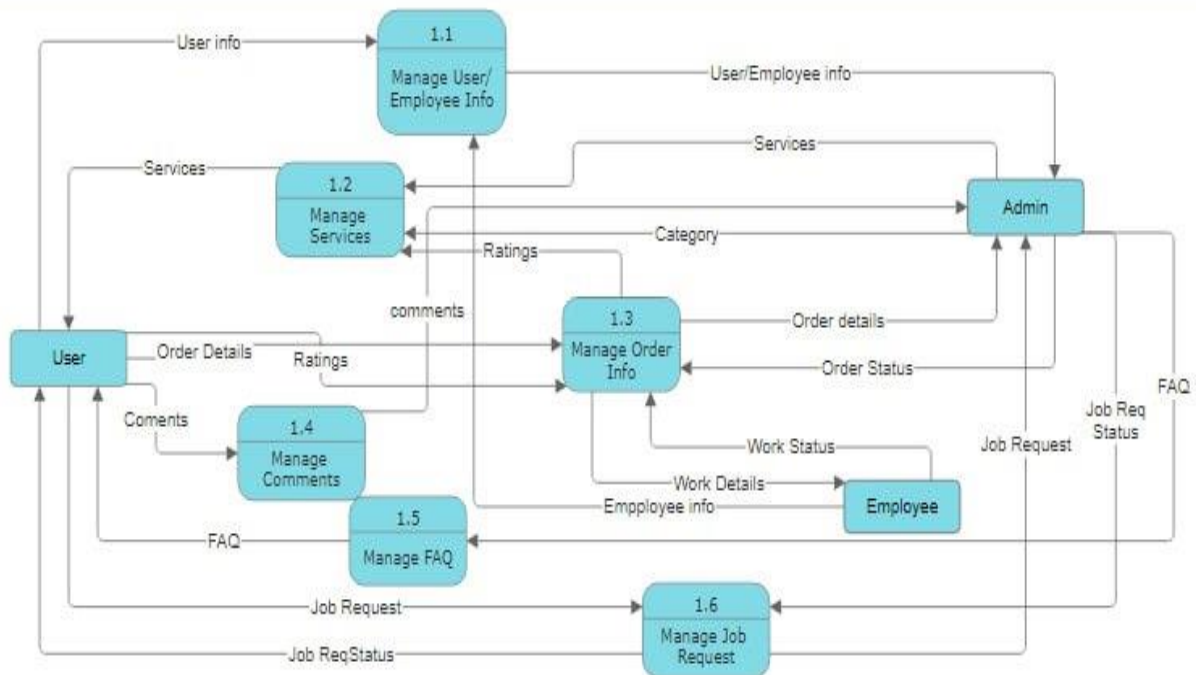 User info
1.1
Manage User/
Employee Info
User/Employee info
Services
1.2
Manage
Services
Services
Admin
Category
Ratings
comments
1.3
Manage Order
Info
Order details
Order Status
User
Order Details
Ratings
Coments
1.4
Manage
Comments
FAQ
Job Req
Status
Job Request
Work Status
Work Details
Empployee info
Employee
1.5
Manage FAQ
FAQ
Job Request
1.6
Manage Job
Request
Job ReqStatus